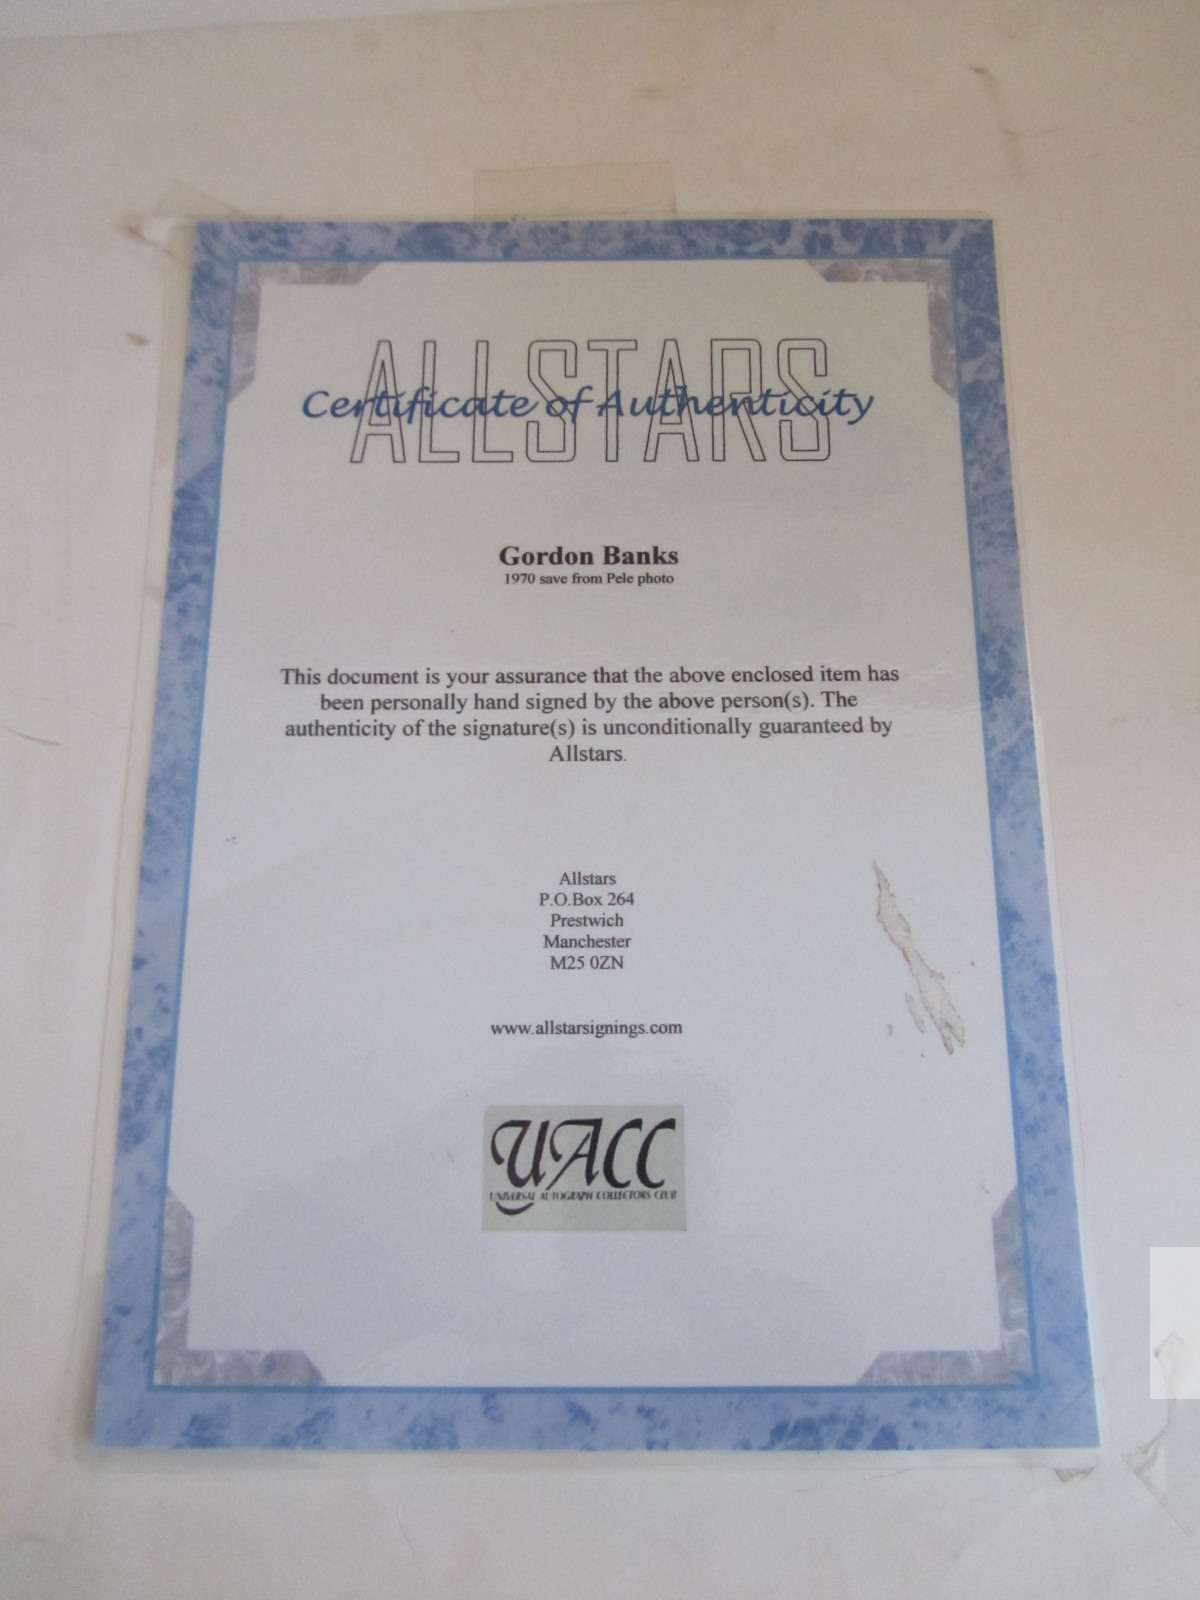 ALLSTARS
Certificate of Authenticity
Gordon Banks
1970 save from Pele photo
This document is your assurance that the above enclosed item has
been personally hand signed by the above person(s). The
authenticity of the signature(s) is unconditionally guaranteed by
Allstars.
Allstars
P.O.Box 264
Prestwich
Manchester
M25 0ZN
www.allstarsignings.com
UACC
UNIVERSAL AUTOGRAPH COLLECTORS CLUB